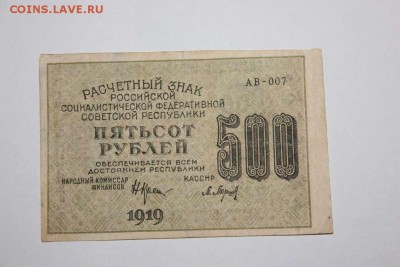 COINS.LAVE.RU
РАСЧЕТНЫЙ ЗНАК
РОССИЙСКОЙ
СОЦИАЛИСТИЧЕСКОЙ ФЕДЕРАТИВНОЙ
СОВЕТСКОЙ РЕСПУБЛИКИ
ПЯТЬСОТ
РУБЛЕЙ
ОБЕСПЕЧИВАЕТСЯ ВСЕМ
ДОСТОЯНИЕМ РЕСПУБЛИКИ
НАРОДНЫЙ КОМИССАР
ФИНАНСОВ
КАССИР
1919
АВ-007
500